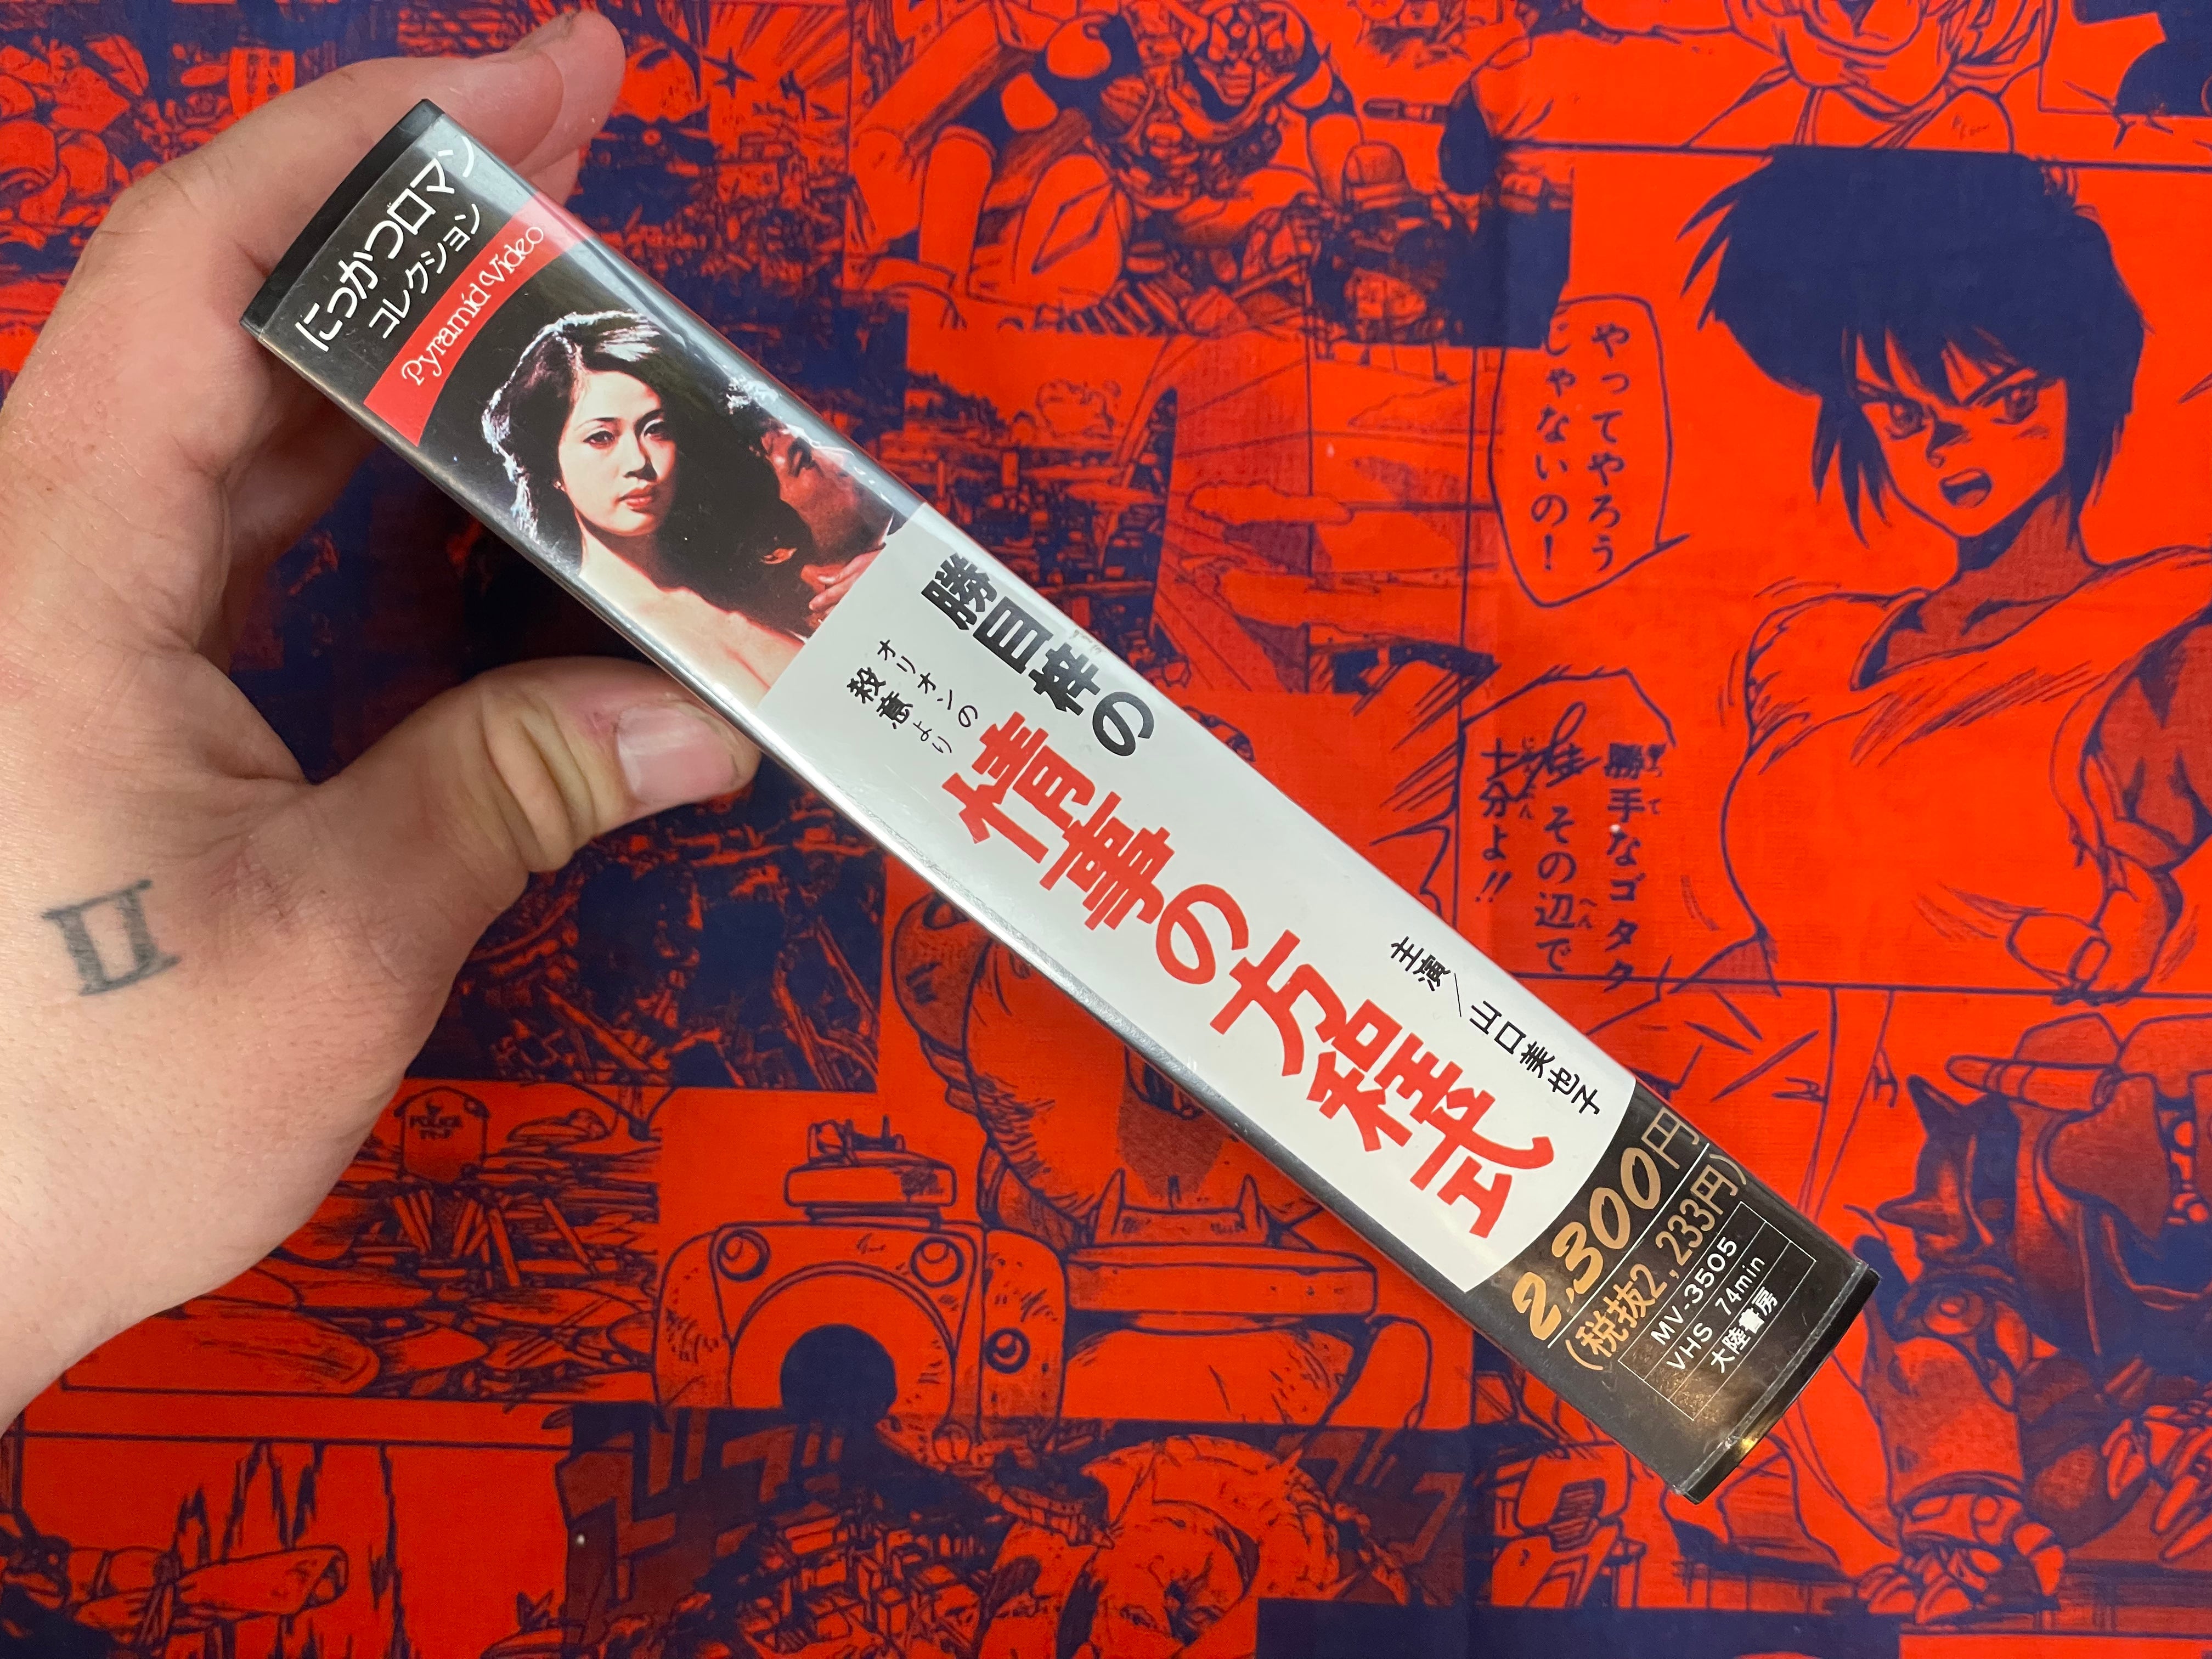 にっかつロマン
コレクション
Pyramid Video
勝目梓の
オリオンの
殺意より
情事の方程式
主演／山口美也子
2,300円
(税抜2,233円)
MV-3505
VHS 74min
大陸書房
やってやろう
じゃないの！
勝手なゴタク
その辺で
十分よ!!
POLICE